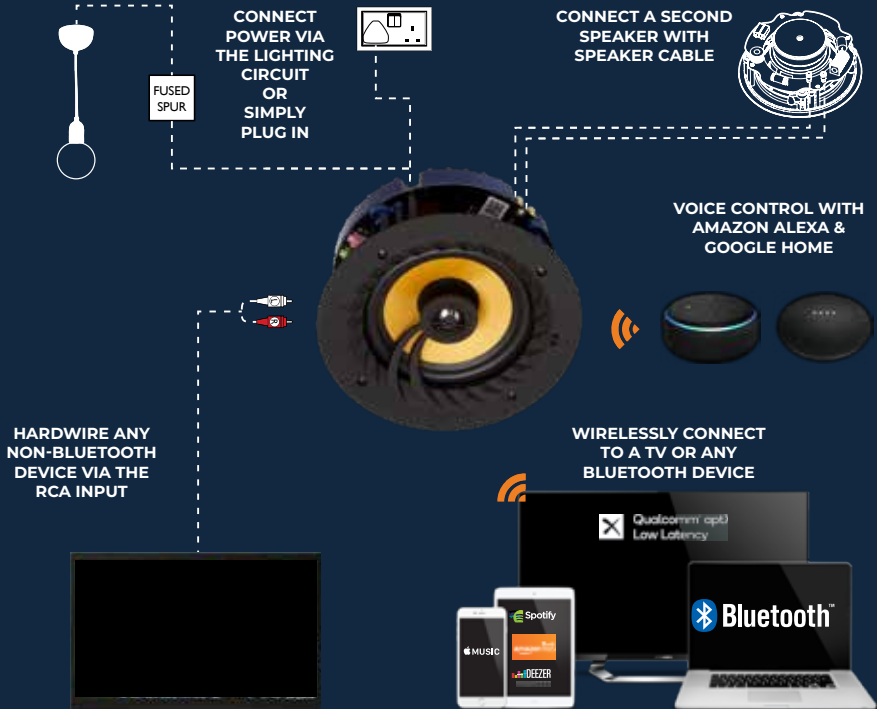 CONNECT
POWER VIA
THE LIGHTING
CIRCUIT
OR
SIMPLY
PLUG IN
FUSED
SPUR
CONNECT A SECOND
SPEAKER WITH
SPEAKER CABLE
VOICE CONTROL WITH
AMAZON ALEXA &
GOOGLE HOME
HARDWIRE ANY
NON-BLUETOOTH
DEVICE VIA THE
RCA INPUT
WIRELESSLY CONNECT
TO A TV OR ANY
BLUETOOTH DEVICE
Qualcomm
Low Latency
MUSIC
Spotify
amazon
DEEZER
Bluetooth™